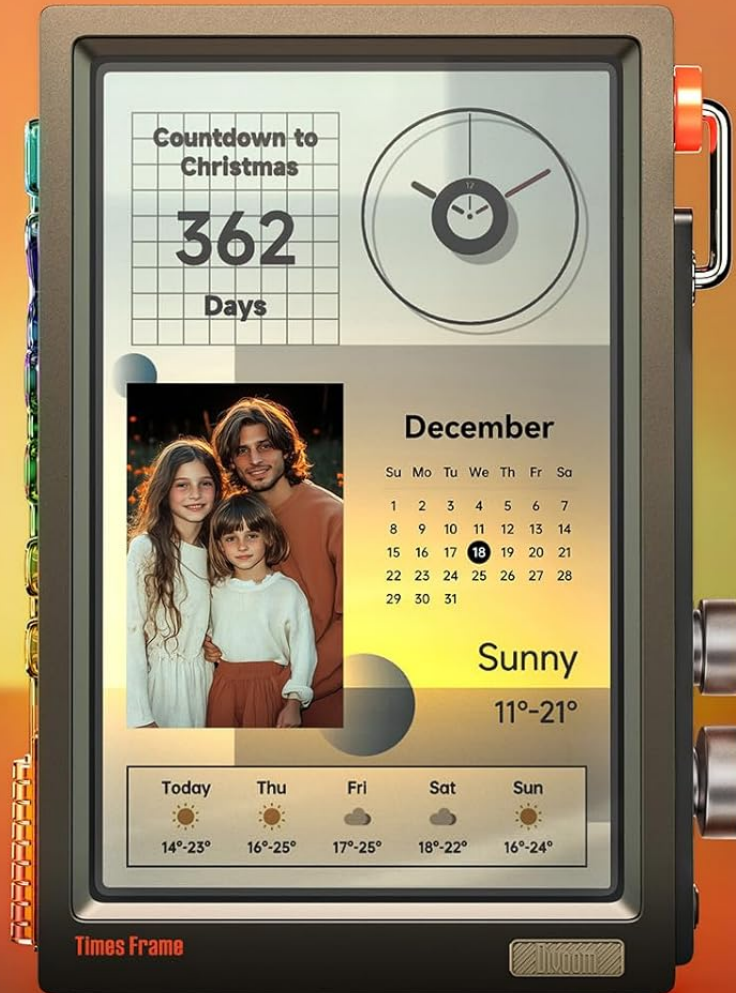 Countdown to
Christmas
362
Days
12
December
Su Mo Tu We Th Fr Sa
1 2 3 4 5 6 7
8 9 10 11 12 13 14
15 16 17 18 19 20 21
22 23 24 25 26 27 28
29 30 31
Sunny
11°-21°
Today Thu Fri Sat Sun
14°-23° 16°-25° 17°-25° 18°-22° 16°-24°
Times Frame
Divoom